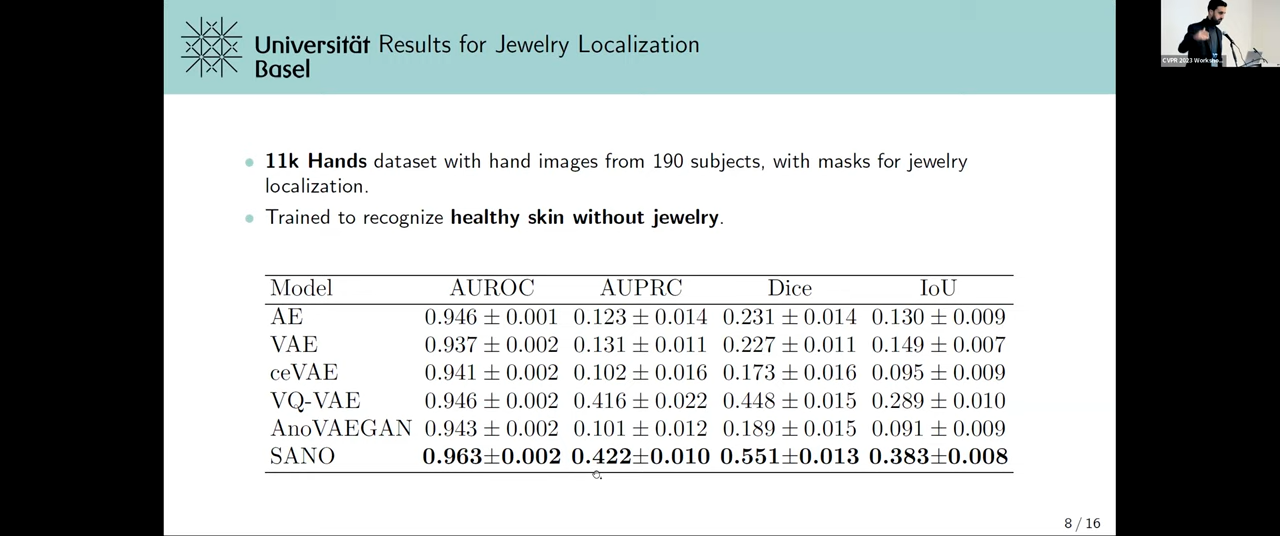 Universität
Basel
Results for Jewelry Localization
CVPR 2023 Worksho...
11k Hands dataset with hand images from 190 subjects, with masks for jewelry
localization.
Trained to recognize healthy skin without jewelry.
Model AUROC AUPRC Dice IoU
AE 0.946 ± 0.001 0.123 ± 0.014 0.231 ± 0.014 0.130 ± 0.009
VAE 0.937 ± 0.002 0.131 ± 0.011 0.227 ± 0.011 0.149 ± 0.007
ceVAE 0.941 ± 0.002 0.102 ± 0.016 0.173 ± 0.016 0.095 ± 0.009
VQ-VAE 0.946 ± 0.002 0.416 ± 0.022 0.448 ± 0.015 0.289 ± 0.010
AnoVAEGAN 0.943 ± 0.002 0.101 ± 0.012 0.189 ± 0.015 0.091 ± 0.009
SANO 0.963±0.002 0.422±0.010 0.551±0.013 0.383±0.008
8 / 16